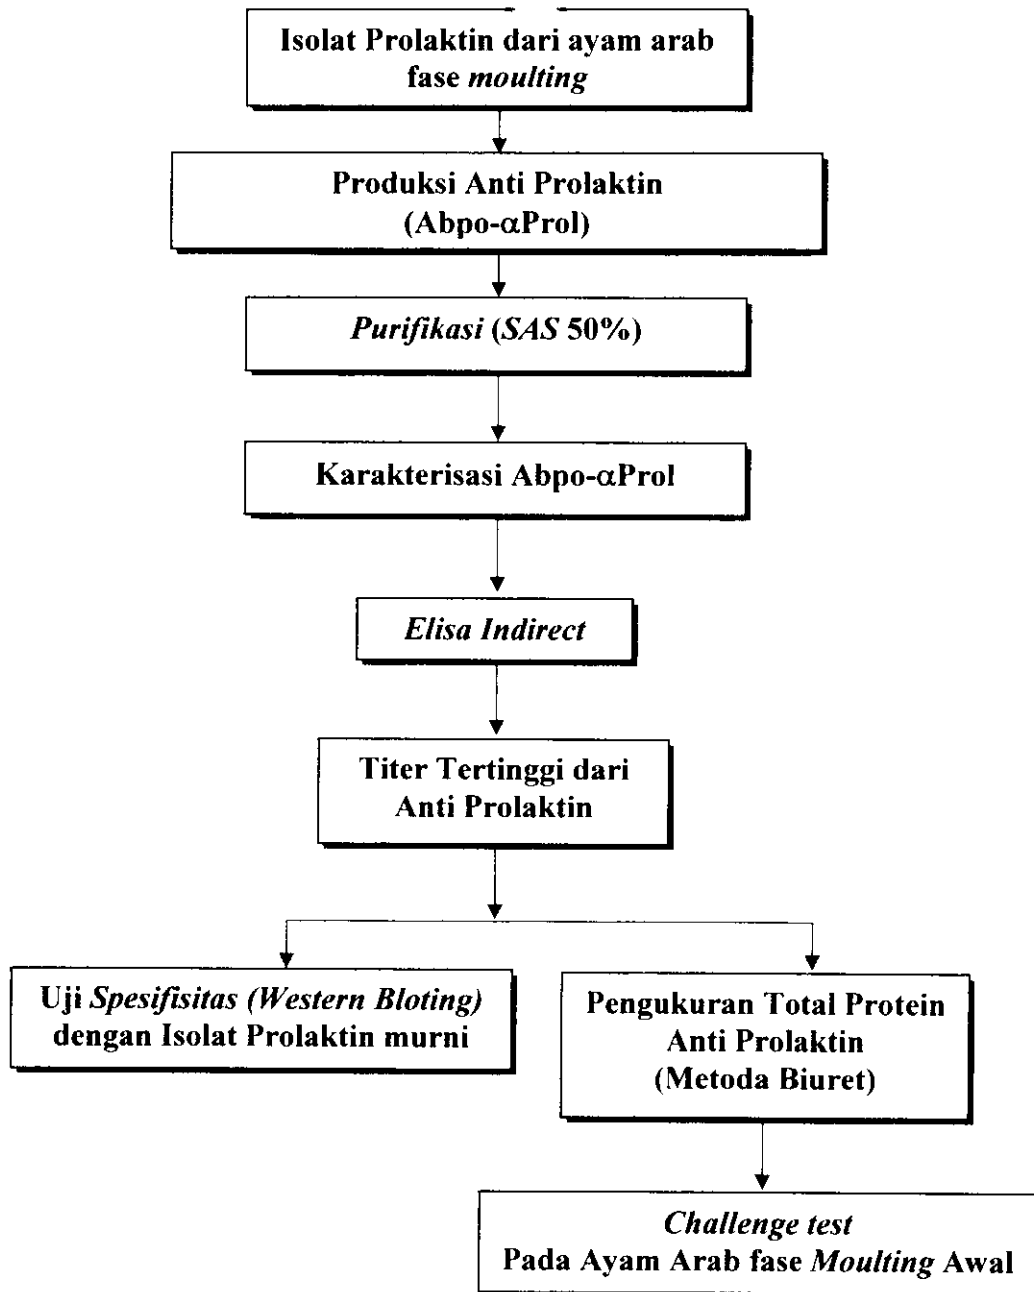 Isolat Prolaktin dari ayam arab
fase moulting
Produksi Anti Prolaktin
(Abpo-αProl)
Purifikasi (SAS 50%)
Karakterisasi Abpo-αProl
Elisa Indirect
Titer Tertinggi dari
Anti Prolaktin
Uji Spesifisitas (Western Bloting)
dengan Isolat Prolaktin murni
Pengukuran Total Protein
Anti Prolaktin
(Metoda Biuret)
Challenge test
Pada Ayam Arab fase Moulting Awal